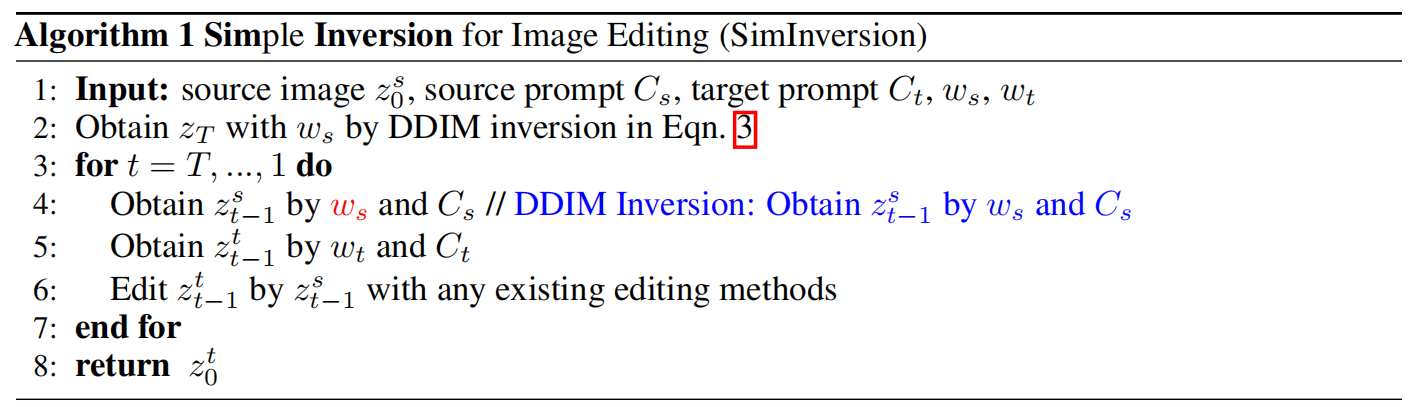 Algorithm 1 Simple Inversion for Image Editing (SimInversion)
1: Input: source image $z_0^s$, source prompt $C_s$, target prompt $C_t$, $w_s$, $w_t$
2: Obtain $z_T$ with $w_s$ by DDIM inversion in Eqn. 3
3: for $t = T, ..., 1$ do
4: Obtain $z_{t-1}^s$ by $w_s$ and $C_s$ // DDIM Inversion: Obtain $z_{t-1}^s$ by $w_s$ and $C_s$
5: Obtain $z_{t-1}^t$ by $w_t$ and $C_t$
6: Edit $z_{t-1}^t$ by $z_{t-1}^s$ with any existing editing methods
7: end for
8: return $z_0^t$